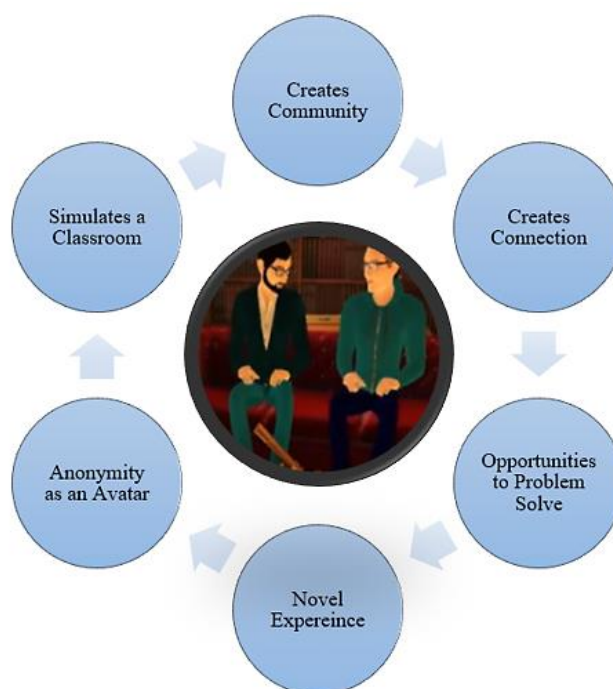 Creates
Community
Creates
Connection
Opportunities
to Problem
Solve
Novel
Expereince
Anonymity
as an Avatar
Simulates a
Classroom